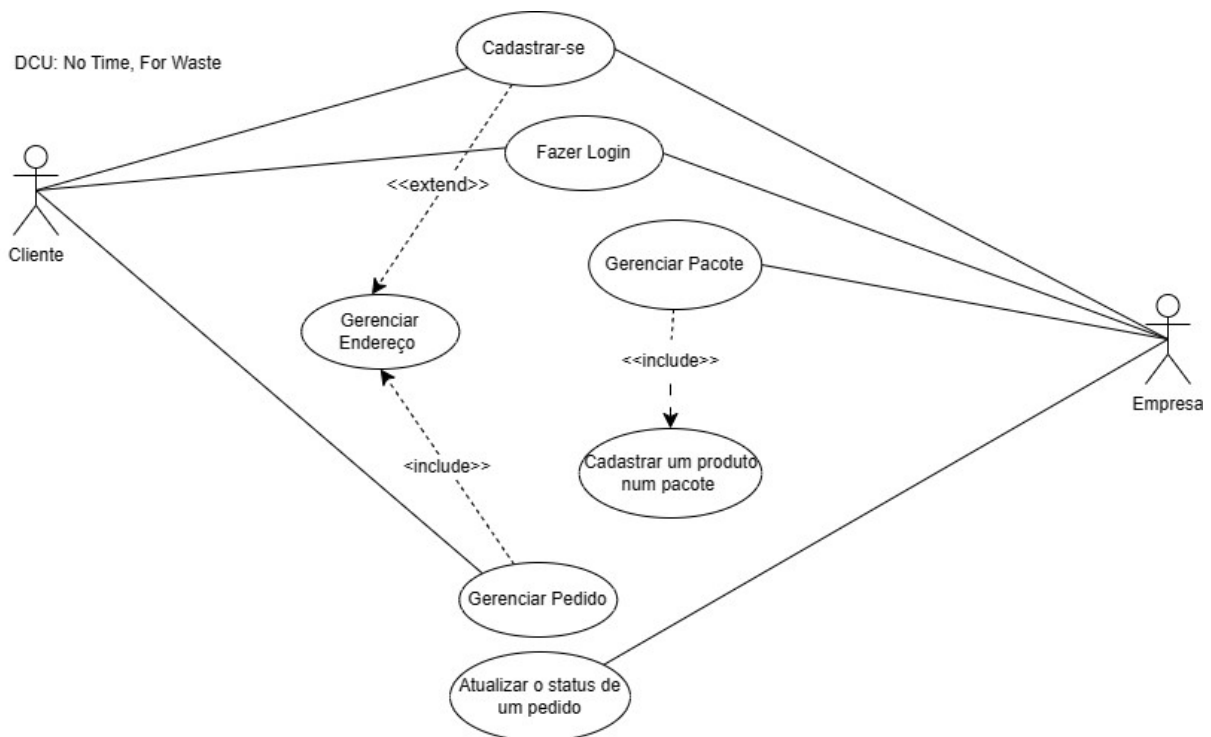 Cadastrar-se
DCU: No Time, For Waste
Fazer Login
<<extend>>
Cliente
Gerenciar Pacote
Gerenciar
Endereço
<<include>>
Empresa
<include>>
Cadastrar um produto
num pacote
Gerenciar Pedido
Atualizar o status de
um pedido